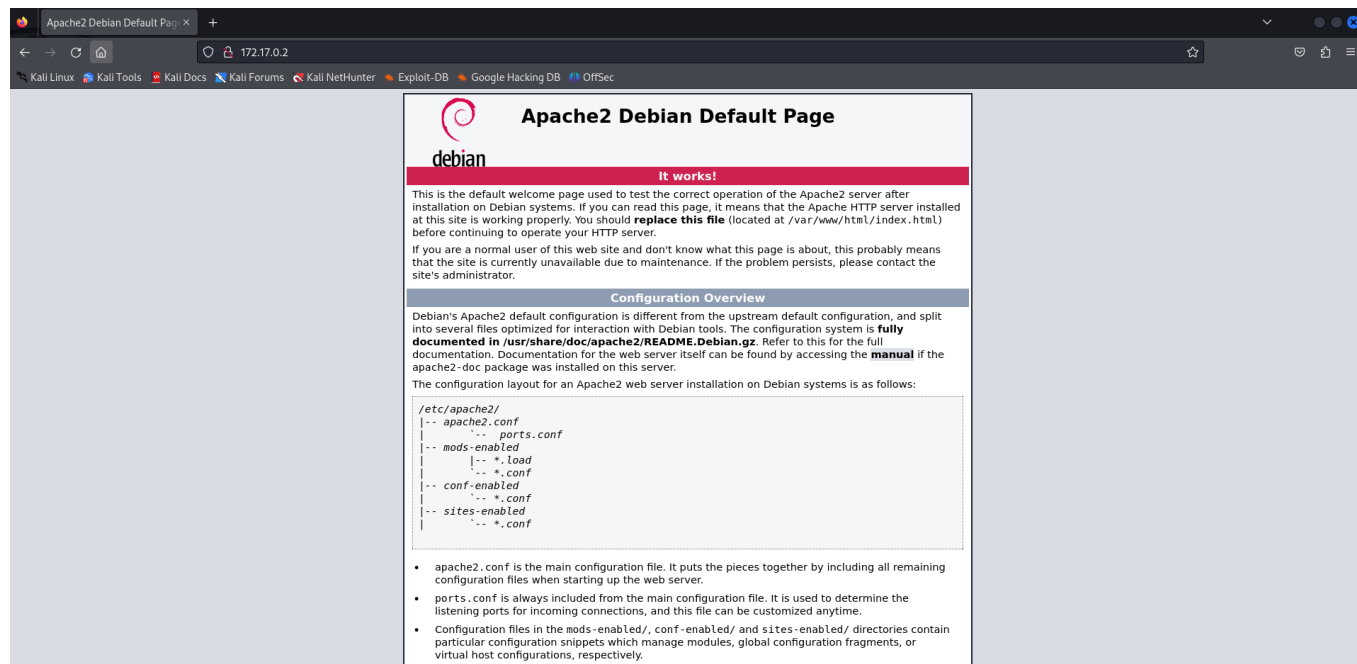 Apache2 Debian Default Pag
172.17.0.2
Kali Linux Kali Tools Kali Docs Kali Forums Kali NetHunter Exploit-DB Google Hacking DB OffSec
debian
Apache2 Debian Default Page
It works!
This is the default welcome page used to test the correct operation of the Apache2 server after
installation on Debian systems. If you can read this page, it means that the Apache HTTP server installed
at this site is working properly. You should replace this file (located at /var/www/html/index.html)
before continuing to operate your HTTP server.
If you are a normal user of this web site and don't know what this page is about, this probably means
that the site is currently unavailable due to maintenance. If the problem persists, please contact the
site's administrator.
Configuration Overview
Debian's Apache2 default configuration is different from the upstream default configuration, and split
into several files optimized for interaction with Debian tools. The configuration system is fully
documented in /usr/share/doc/apache2/README.Debian.gz. Refer to this for the full
documentation. Documentation for the web server itself can be found by accessing the manual if the
apache2-doc package was installed on this server.
The configuration layout for an Apache2 web server installation on Debian systems is as follows:
/etc/apache2/
|-- apache2.conf
|       `--  ports.conf
|-- mods-enabled
|       |-- *.load
|       `-- *.conf
|-- conf-enabled
|       `-- *.conf
|-- sites-enabled
|       `-- *.conf
• apache2.conf is the main configuration file. It puts the pieces together by including all remaining
configuration files when starting up the web server.
• ports.conf is always included from the main configuration file. It is used to determine the
listening ports for incoming connections, and this file can be customized anytime.
• Configuration files in the mods-enabled/, conf-enabled/ and sites-enabled/ directories contain
particular configuration snippets which manage modules, global configuration fragments, or
virtual host configurations, respectively.